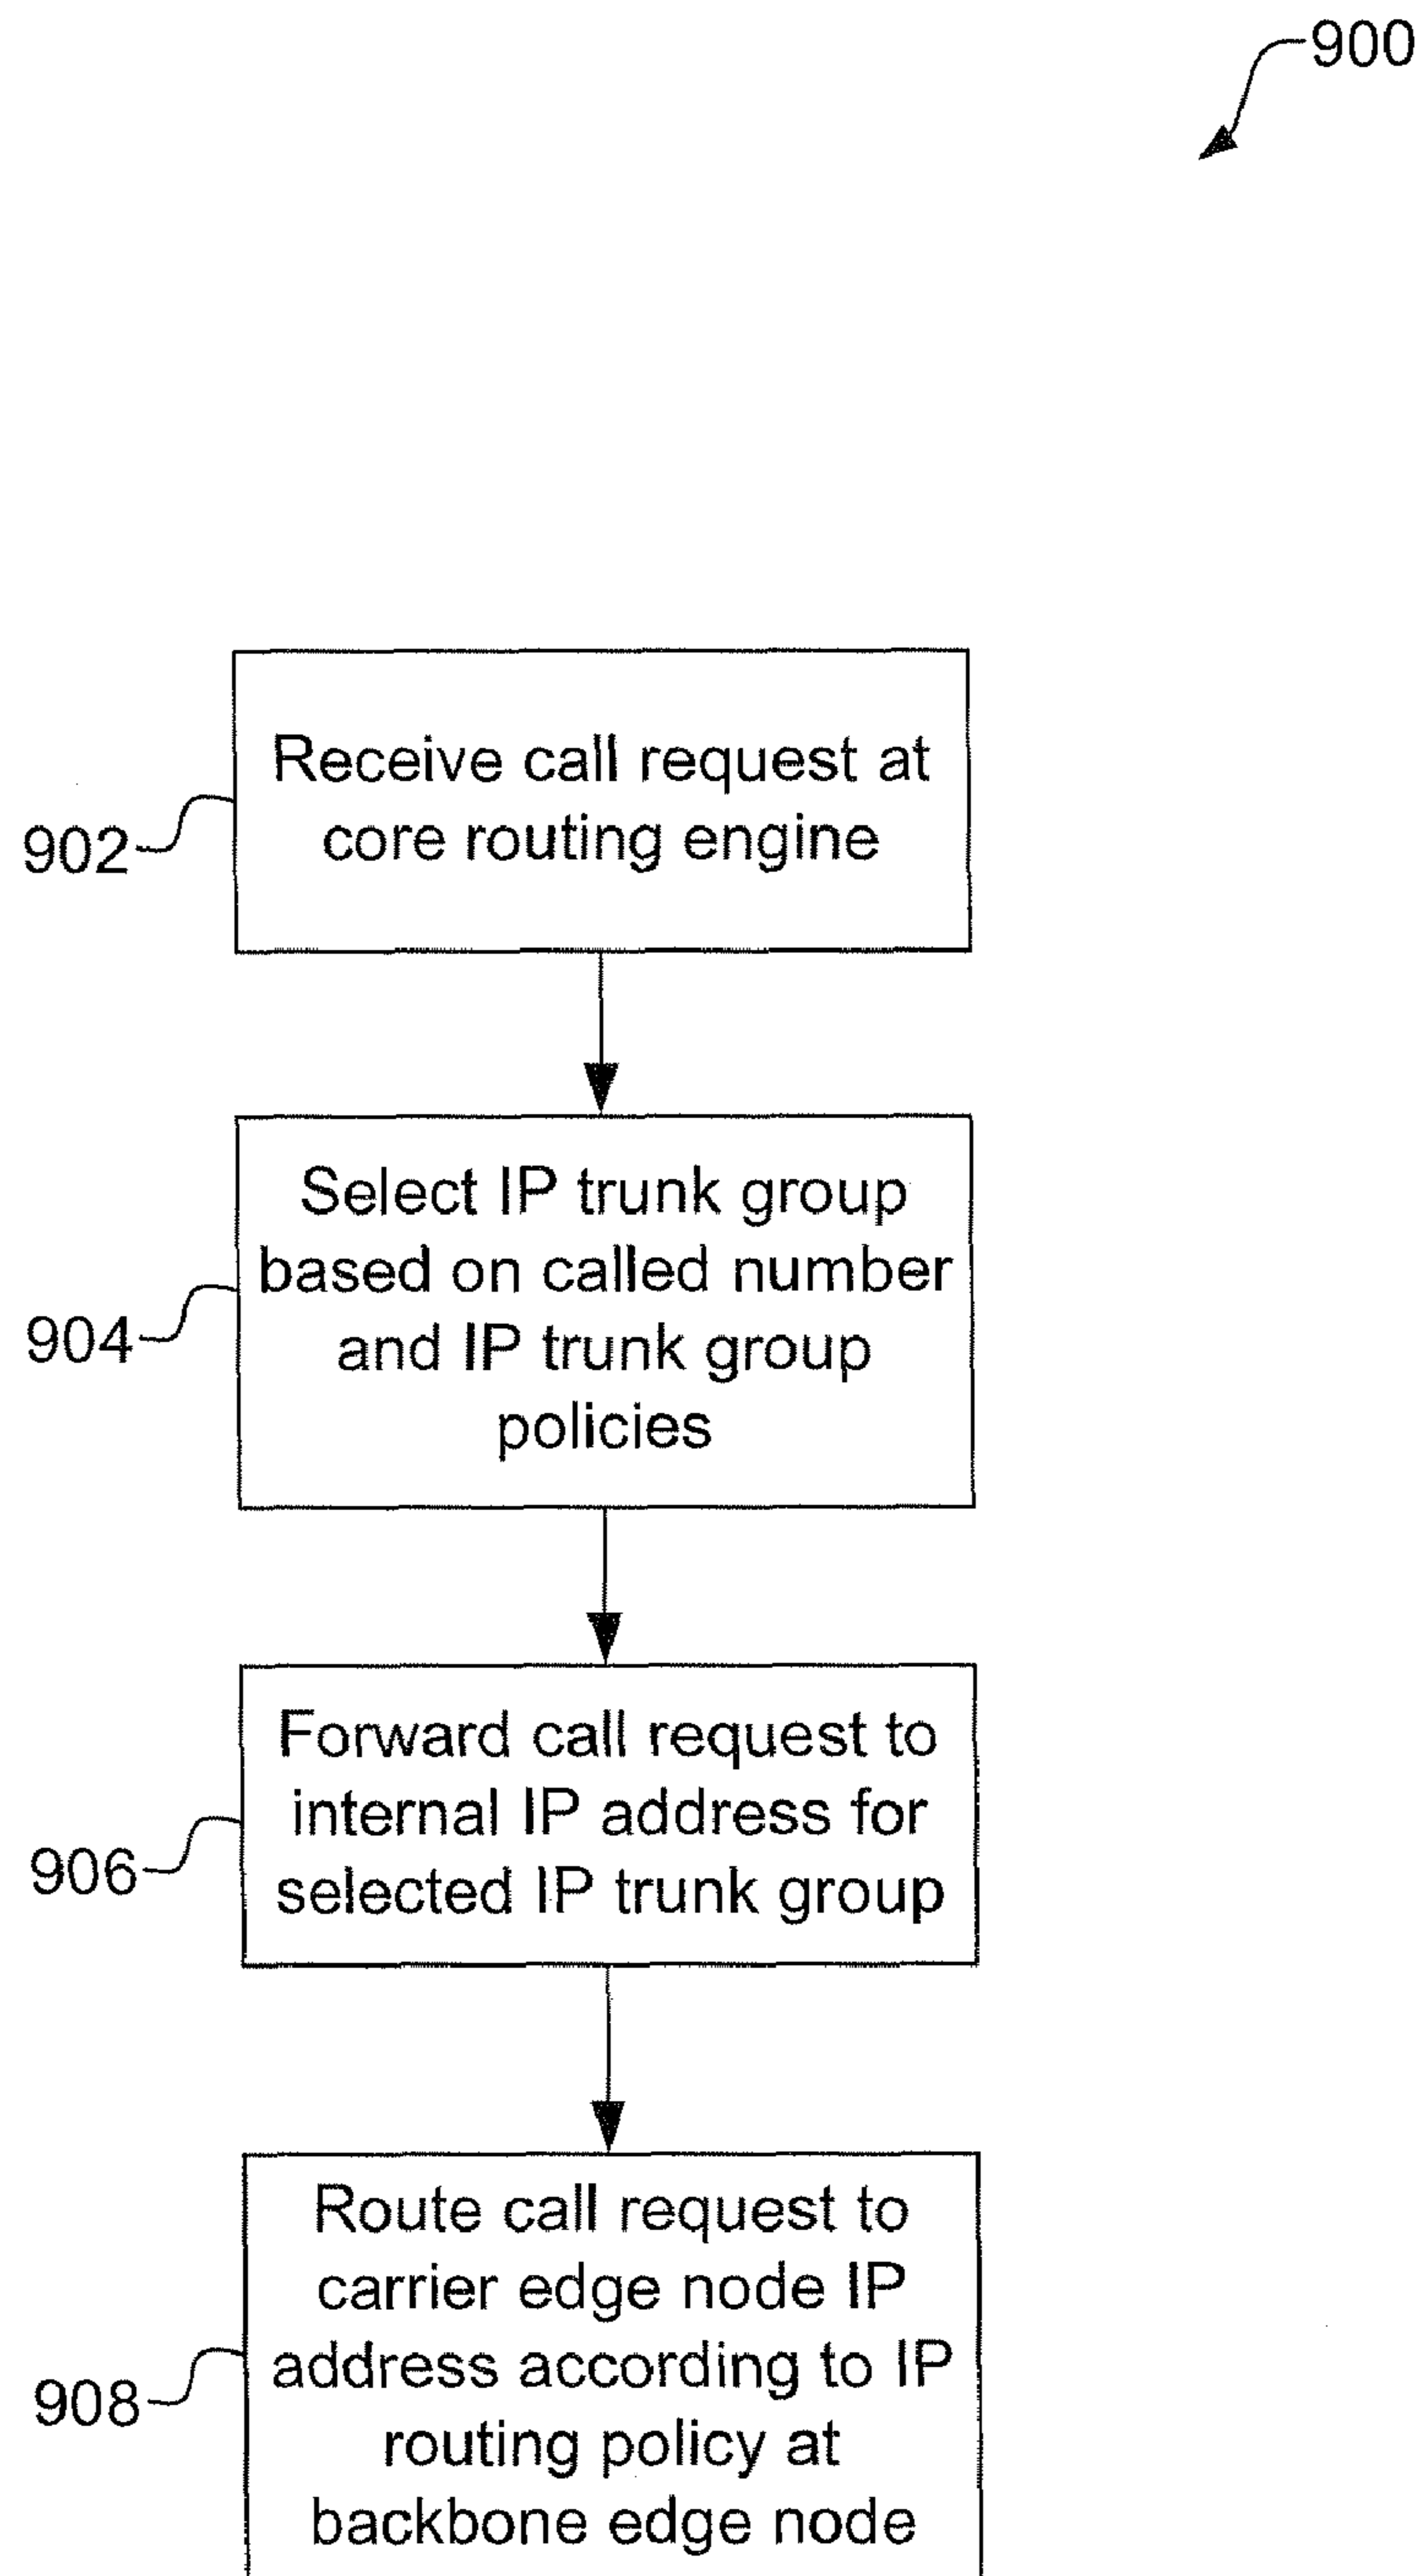 900
Receive call request at
core routing engine
902
Select IP trunk group
based on called number
and IP trunk group
policies
904
Forward call request to
internal IP address for
selected IP trunk group
906
Route call request to
carrier edge node IP
address according to IP
routing policy at
backbone edge node
908